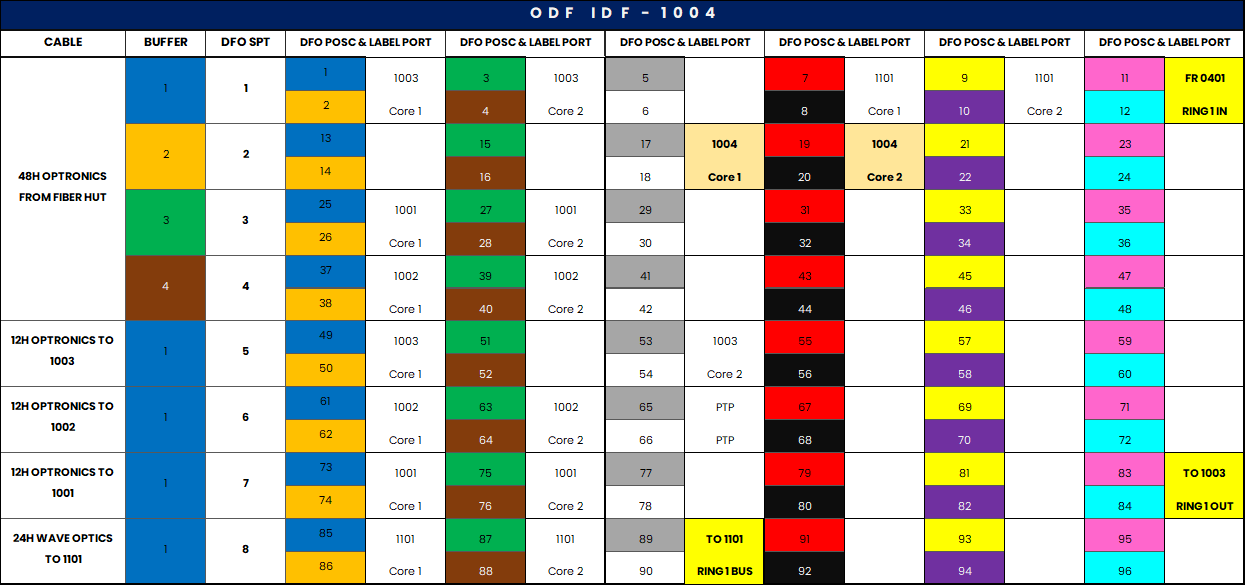 ODF IDF - 1004
CABLE BUFFER DFO SPT DFO POSC & LABEL PORT DFO POSC & LABEL PORT DFO POSC & LABEL PORT DFO POSC & LABEL PORT DFO POSC & LABEL PORT DFO POSC & LABEL PORT
48H OPTRONICS
FROM FIBER HUT
1 1 1 1003 3 1003 5 7 1101 9 1101 11 FR 0401
2 Core 1 4 Core 2 6 8 Core 1 10 Core 2 12 RING 1 IN
2 2 13 15 17 1004 19 1004 21 23
14 16 18 Core 1 20 Core 2 22 24
3 3 25 1001 27 1001 29 31 33 35
26 Core 1 28 Core 2 30 32 34 36
4 4 37 1002 39 1002 41 43 45 47
38 Core 1 40 Core 2 42 44 46 48
12H OPTRONICS TO
1003
1 5 49 1003 51 53 1003 55 57 59
50 Core 1 52 54 Core 2 56 58 60
12H OPTRONICS TO
1002
1 6 61 1002 63 1002 65 PTP 67 69 71
62 Core 1 64 Core 2 66 PTP 68 70 72
12H OPTRONICS TO
1001
1 7 73 1001 75 1001 77 79 81 83 TO 1003
74 Core 1 76 Core 2 78 80 82 84 RING 1 OUT
24H WAVE OPTICS
TO 1101
1 8 85 1101 87 1101 89 TO 1101 91 93 95
86 Core 1 88 Core 2 90 RING 1 BUS 92 94 96